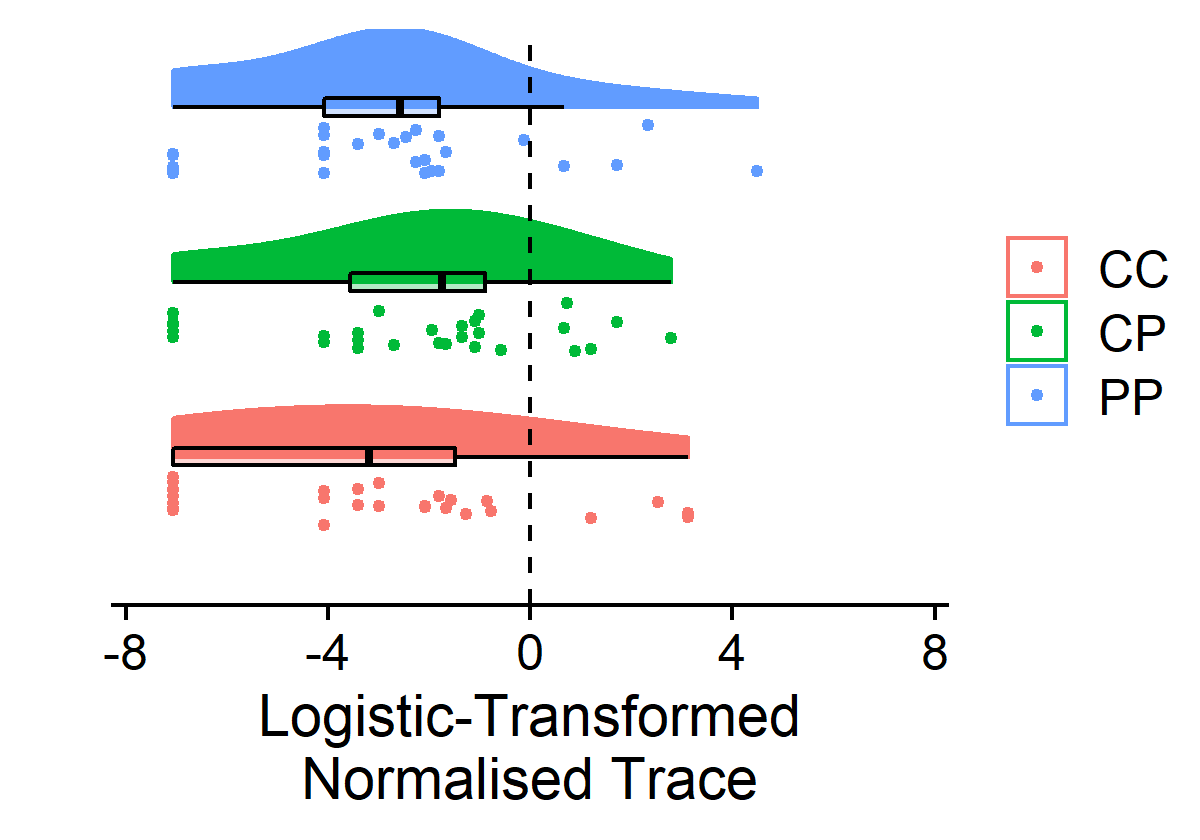 CC
CP
PP
-8 -4 0 4 8
Logistic-Transformed
Normalised Trace